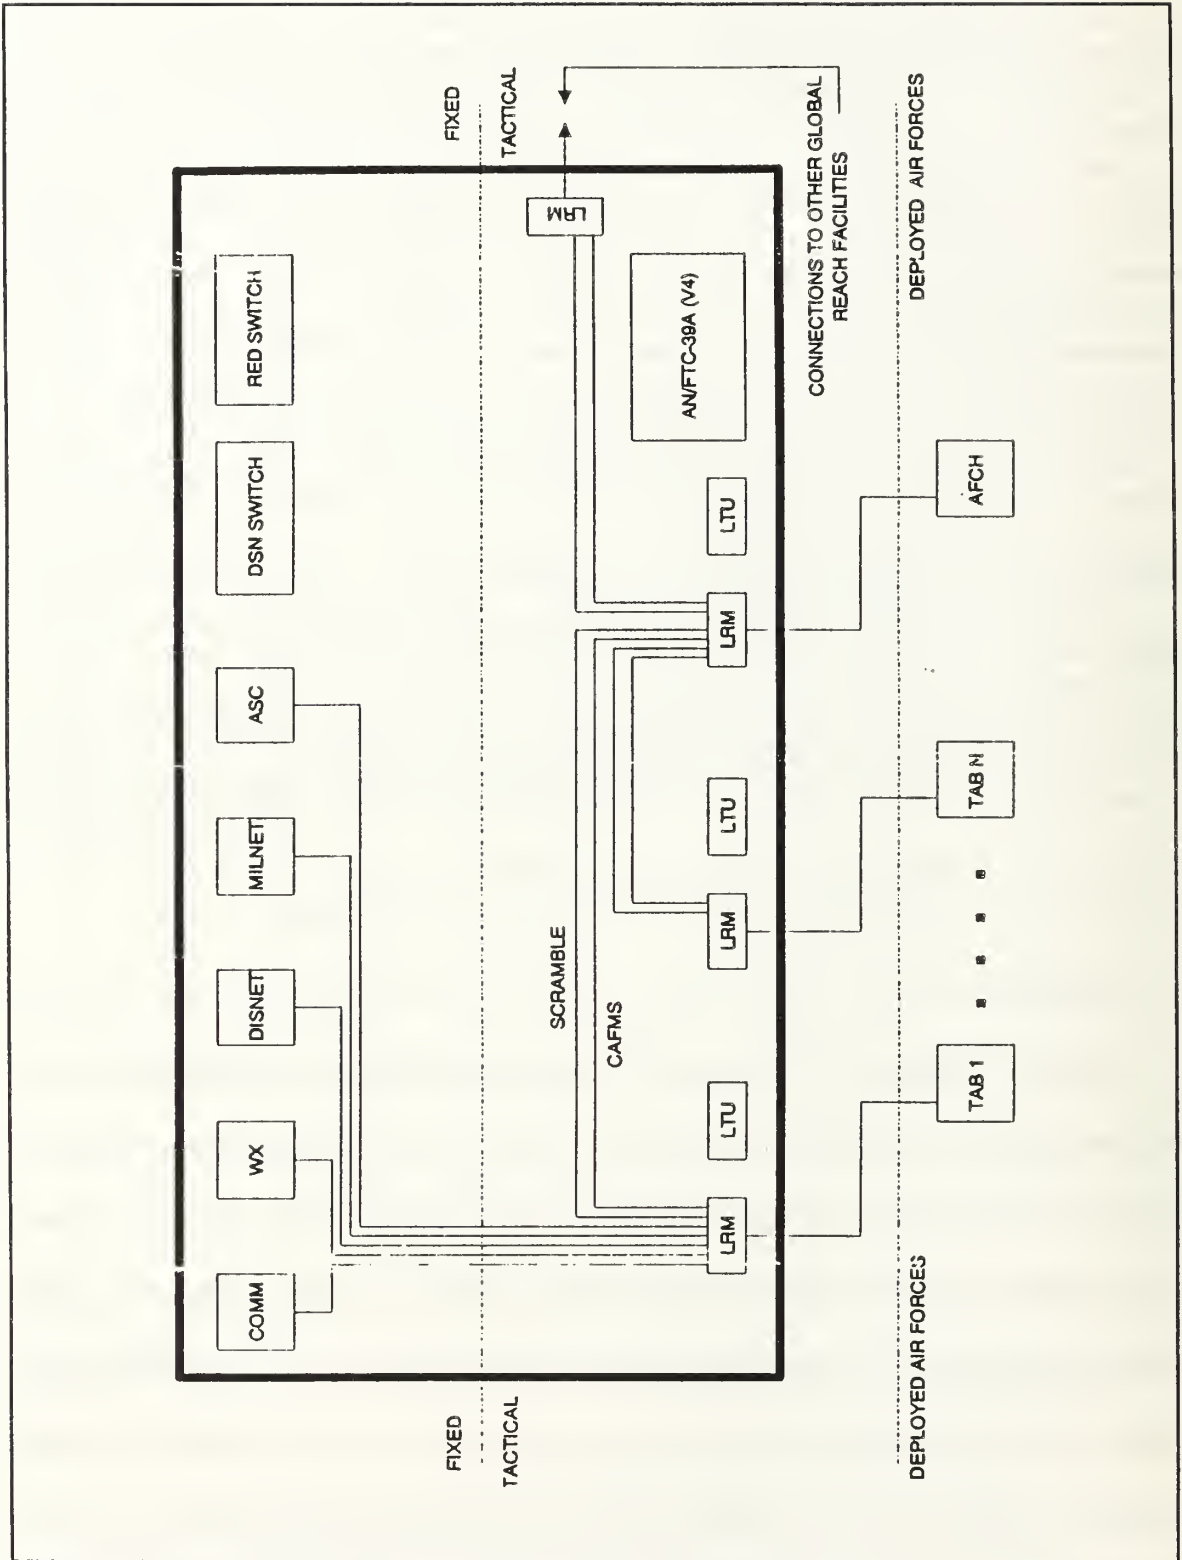 FIXED
TACTICAL
COMM
WX
DISNET
MILNET
ASC
DSN SWITCH
RED SWITCH
FIXED
TACTICAL
SCRAMBLE
CAFMS
LRM
LRM
LTU
LRM
LTU
LRM
LTU
AN/FTC-39A (V4)
CONNECTIONS TO OTHER GLOBAL
REACH FACILITIES
DEPLOYED AIR FORCES
DEPLOYED AIR FORCES
TAB 1
TAB N
AFCH